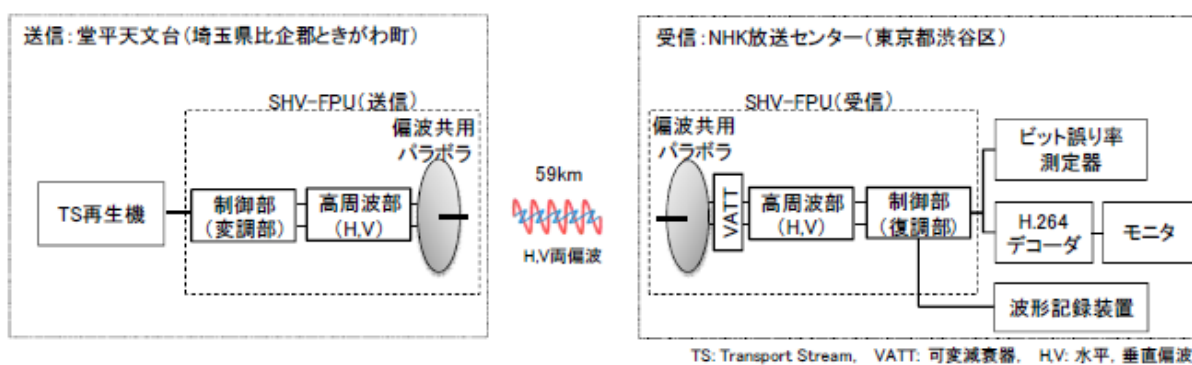 送信：堂平天文台（埼玉県比企郡ときがわ町）
SHV-FPU（送信）
偏波共用
パラボラ
TS再生機
制御部
（変調部）
高周波部
（H,V）
59km
H,V両偏波
受信：NHK放送センター（東京都渋谷区）
SHV-FPU（受信）
偏波共用
パラボラ
VATT
高周波部
（H,V）
制御部
（復調部）
ビット誤り率
測定器
H.264
デコーダ
モニタ
波形記録装置
TS: Transport Stream, VATT: 可変減衰器, H,V: 水平, 垂直偏波